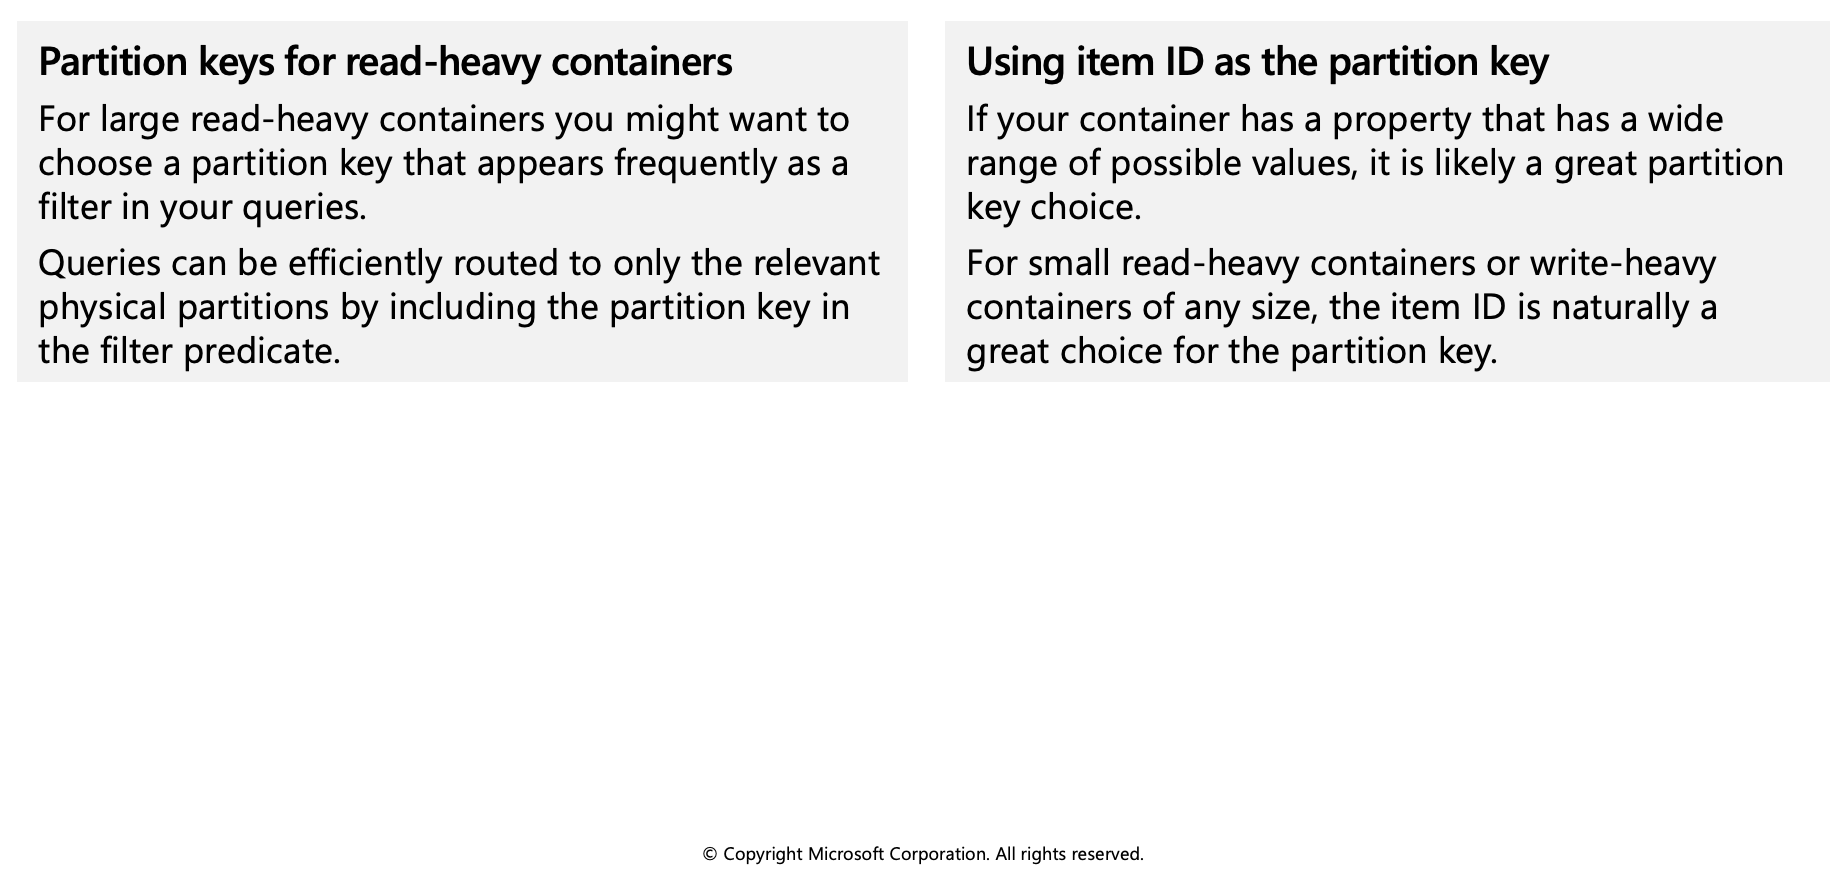 Partition keys for read-heavy containers
For large read-heavy containers you might want to
choose a partition key that appears frequently as a
filter in your queries.
Queries can be efficiently routed to only the relevant
physical partitions by including the partition key in
the filter predicate.
Using item ID as the partition key
If your container has a property that has a wide
range of possible values, it is likely a great partition
key choice.
For small read-heavy containers or write-heavy
containers of any size, the item ID is naturally a
great choice for the partition key.
© Copyright Microsoft Corporation. All rights reserved.